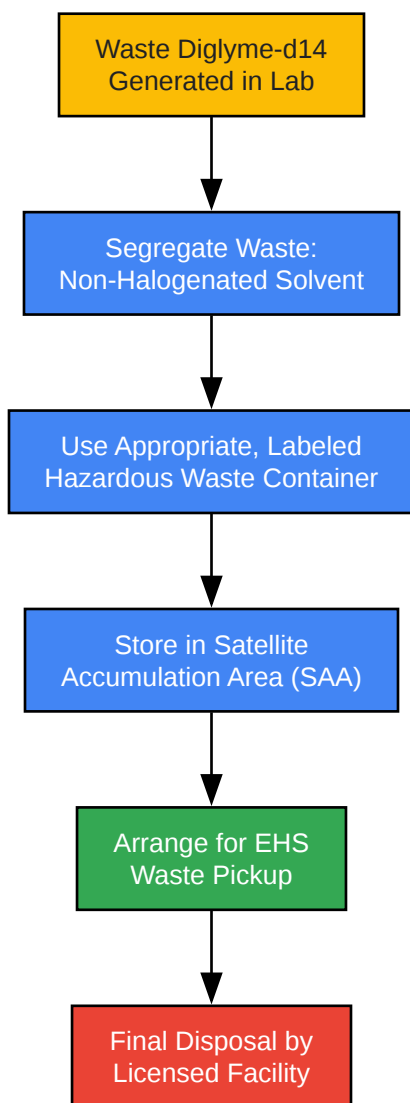 Waste Diglyme-d14
Generated in Lab
Segregate Waste:
Non-Halogenated Solvent
Use Appropriate, Labeled
Hazardous Waste Container
Store in Satellite
Accumulation Area (SAA)
Arrange for EHS
Waste Pickup
Final Disposal by
Licensed Facility